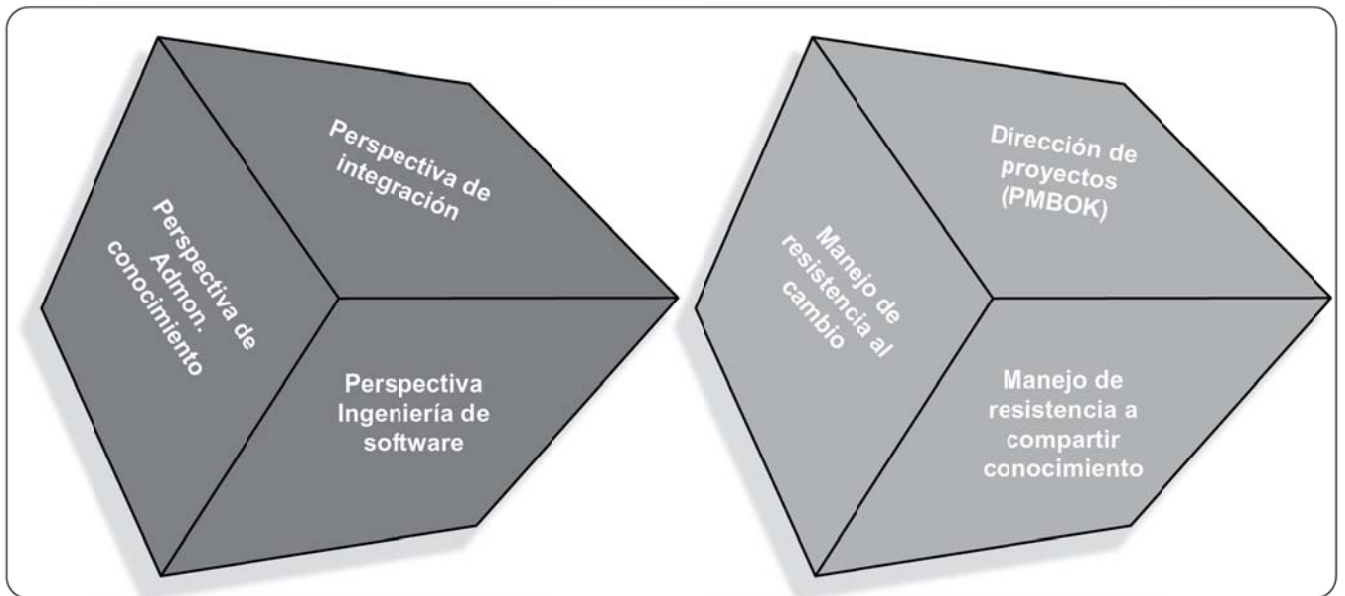 Perspectiva de
integración
Perspectiva de
Admon.
conocimiento
Perspectiva
Ingeniería de
software
Dirección de
proyectos
(PMBOK)
Manejo de
resistencia al
cambio
Manejo de
resistencia a
compartir
conocimiento